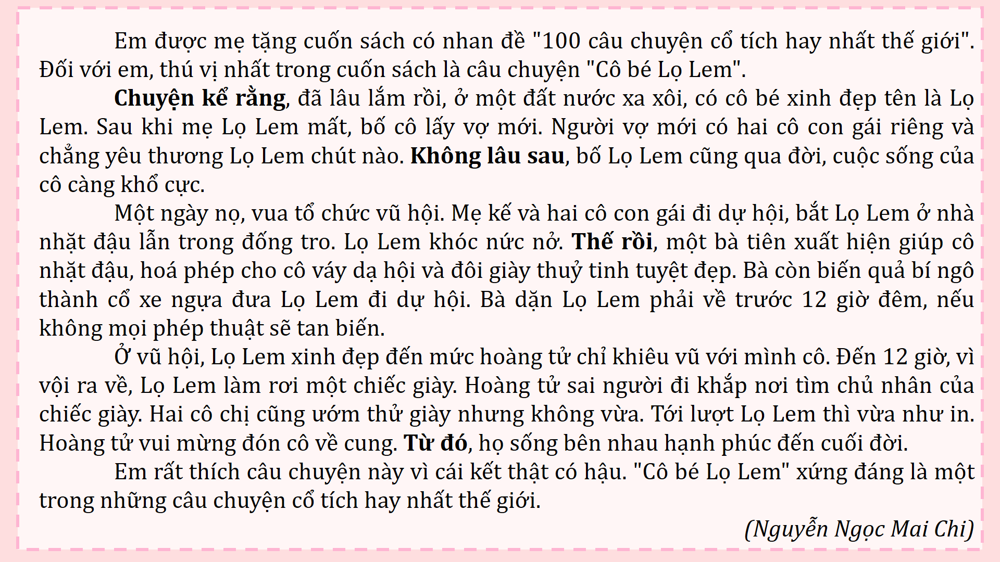 Em được mẹ tặng cuốn sách có nhan đề "100 câu chuyện cổ tích hay nhất thế giới".
Đối với em, thú vị nhất trong cuốn sách là câu chuyện "Cô bé Lọ Lem".
Chuyện kể rằng, đã lâu lắm rồi, ở một đất nước xa xôi, có cô bé xinh đẹp tên là Lọ
Lem. Sau khi mẹ Lọ Lem mất, bố cô lấy vợ mới. Người vợ mới có hai cô con gái riêng và
chẳng yêu thương Lọ Lem chút nào. Không lâu sau, bố Lọ Lem cũng qua đời, cuộc sống của
cô càng khổ cực.
Một ngày nọ, vua tổ chức vũ hội. Mẹ kế và hai cô con gái đi dự hội, bắt Lọ Lem ở nhà
nhặt đậu lẫn trong đống tro. Lọ Lem khóc nức nở. Thế rồi, một bà tiên xuất hiện giúp cô
nhặt đậu, hoá phép cho cô váy dạ hội và đôi giày thuỷ tinh tuyệt đẹp. Bà còn biến quả bí ngô
thành cổ xe ngựa đưa Lọ Lem đi dự hội. Bà dặn Lọ Lem phải về trước 12 giờ đêm, nếu
không mọi phép thuật sẽ tan biến.
Ở vũ hội, Lọ Lem xinh đẹp đến mức hoàng tử chỉ khiêu vũ với mình cô. Đến 12 giờ, vì
vội ra về, Lọ Lem làm rơi một chiếc giày. Hoàng tử sai người đi khắp nơi tìm chủ nhân của
chiếc giày. Hai cô chị cũng ướm thử giày nhưng không vừa. Tới lượt Lọ Lem thì vừa như in.
Hoàng tử vui mừng đón cô về cung. Từ đó, họ sống bên nhau hạnh phúc đến cuối đời.
Em rất thích câu chuyện này vì cái kết thật có hậu. "Cô bé Lọ Lem" xứng đáng là một
trong những câu chuyện cổ tích hay nhất thế giới.
(Nguyễn Ngọc Mai Chi)